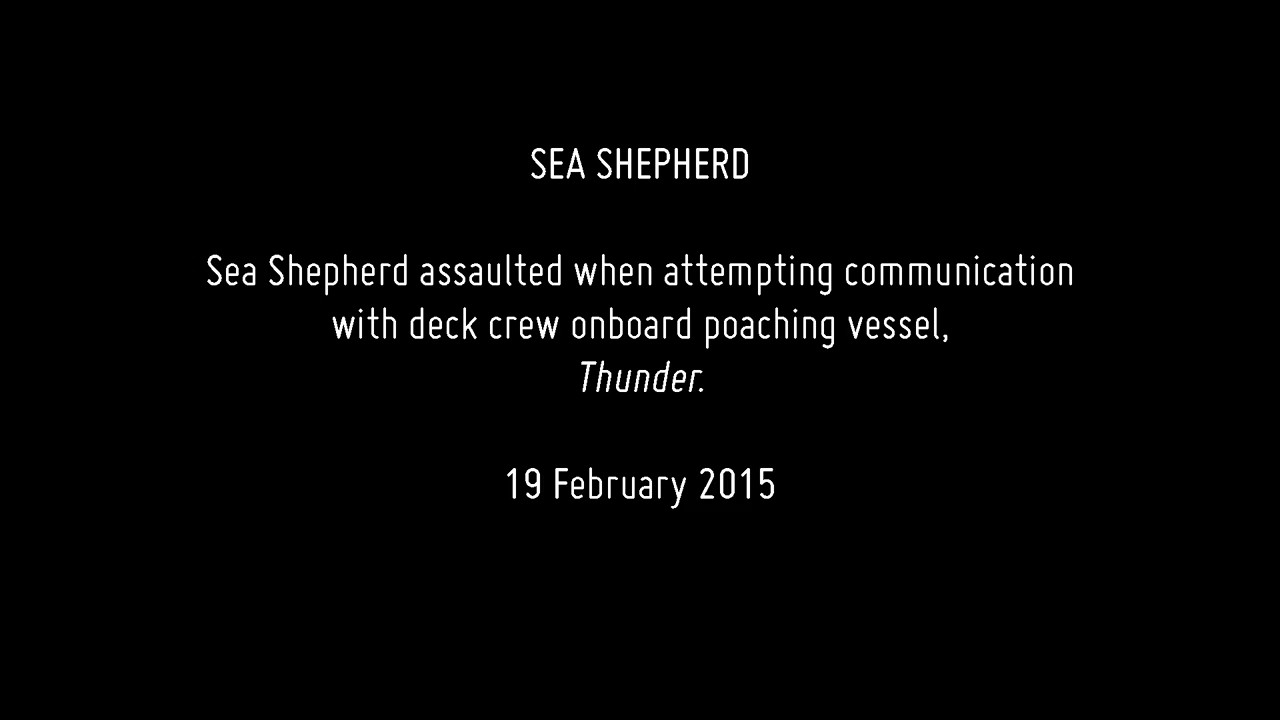 SEA SHEPHERD
Sea Shepherd assaulted when attempting communication
with deck crew onboard poaching vessel,
Thunder.
19 February 2015